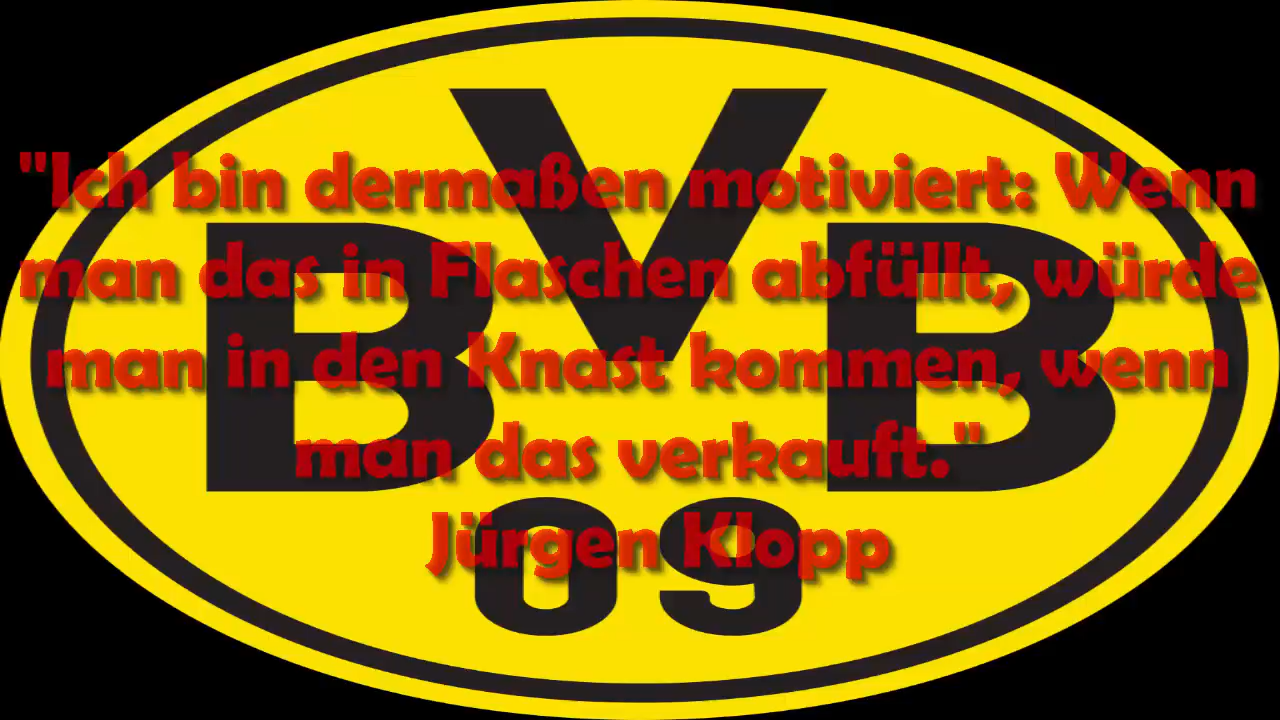 BVB
09
"Ich bin dermaßen motiviert: Wenn
man das in Flaschen abfüllt, würde
man in den Knast kommen, wenn
man das verkauft."
Jürgen Klopp